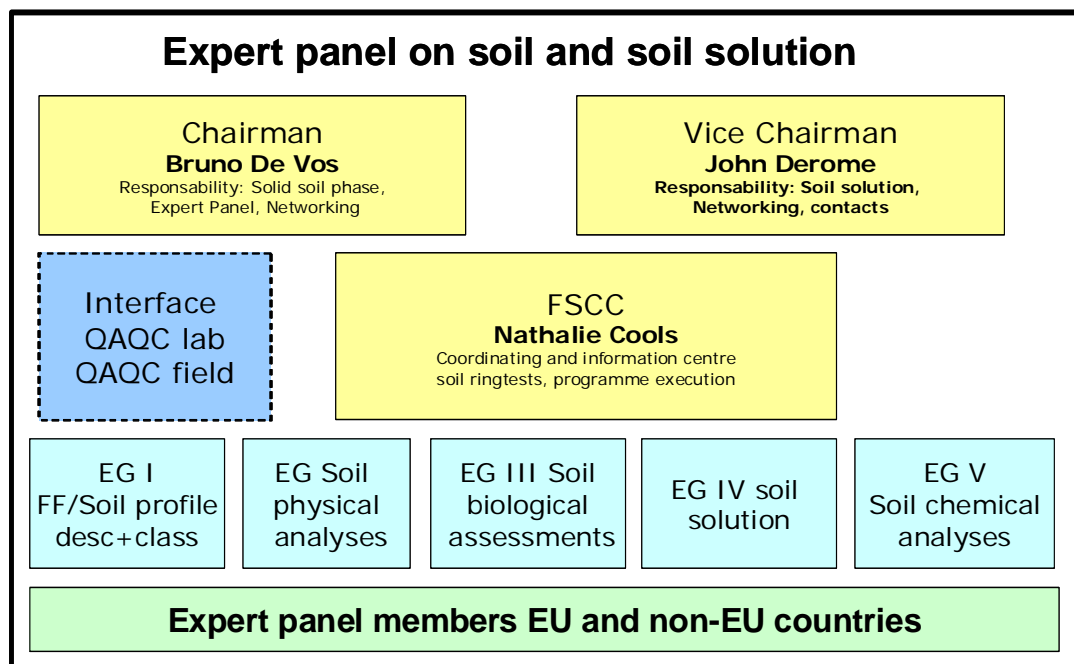 Expert panel on soil and soil solution
Chairman
Bruno De Vos
Responsability: Solid soil phase,
Expert Panel, Networking
Vice Chairman
John Derome
Responsability: Soil solution,
Networking, contacts
Interface
QAQC lab
QAQC field
FSCC
Nathalie Cools
Coordinating and information centre
soil ringtests, programme execution
EG I
FF/Soil profile
desc+class
EG Soil
physical
analyses
EG III Soil
biological
assessments
EG IV soil
solution
EG V
Soil chemical
analyses
Expert panel members EU and non-EU countries